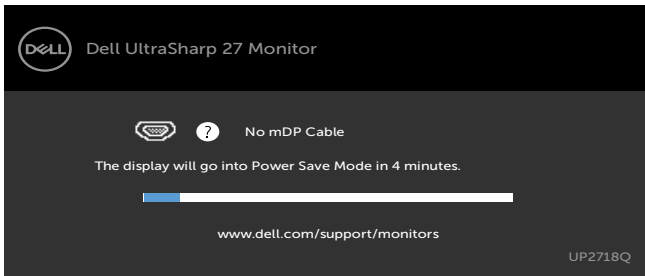 DELL Dell UltraSharp 27 Monitor
? No mDP Cable
The display will go into Power Save Mode in 4 minutes.
www.dell.com/support/monitors
UP2718Q